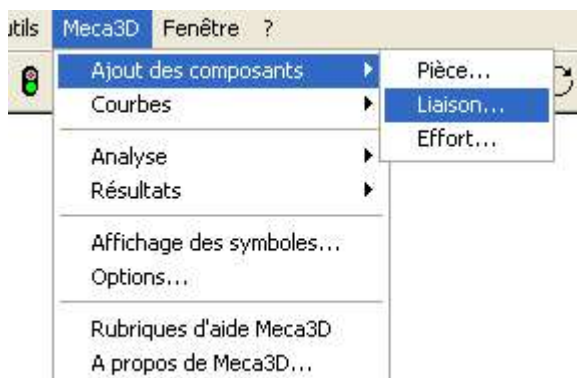 utils Meca3D Fenêtre ?
Ajout des composants
Pièce...
Courbes
Liaison...
Effort...
Analyse
Résultats
Affichage des symboles...
Options...
Rubriques d'aide Meca3D
A propos de Meca3D...